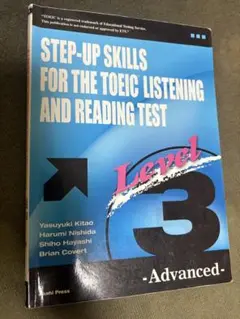 "TOEIC" is a registered trademark of Educational Testing Service.
This publication is not endorsed or approved by ETS."
STEP-UP SKILLS
FOR THE TOEIC LISTENING
AND READING TEST
Level
3
Yasuyuki Kitao
Harumi Nishida
Shiho Hayashi
Brian Covert
-Advanced-
Asahi Press